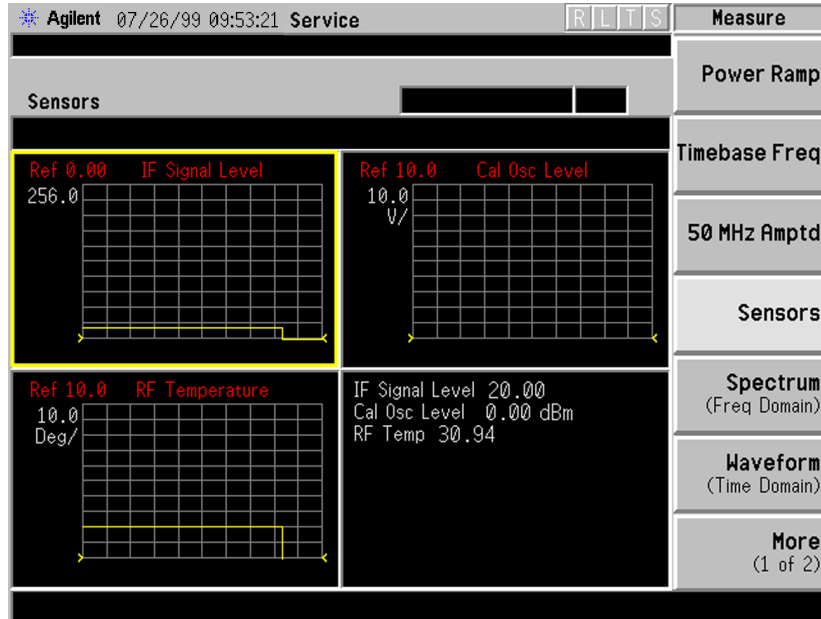 Agilent 07/26/99 09:53:21 Service R L T S Measure
Power Ramp
Sensors
Timebase Freq
Ref 0.00 IF Signal Level
256.0
Ref 10.0 Cal Osc Level
10.0
V/
50 MHz Amptd
Sensors
Ref 10.0 RF Temperature
10.0
Deg/
IF Signal Level 20.00
Cal Osc Level 0.00 dBm
RF Temp 30.94
Spectrum
(Freq Domain)
Waveform
(Time Domain)
More
(1 of 2)